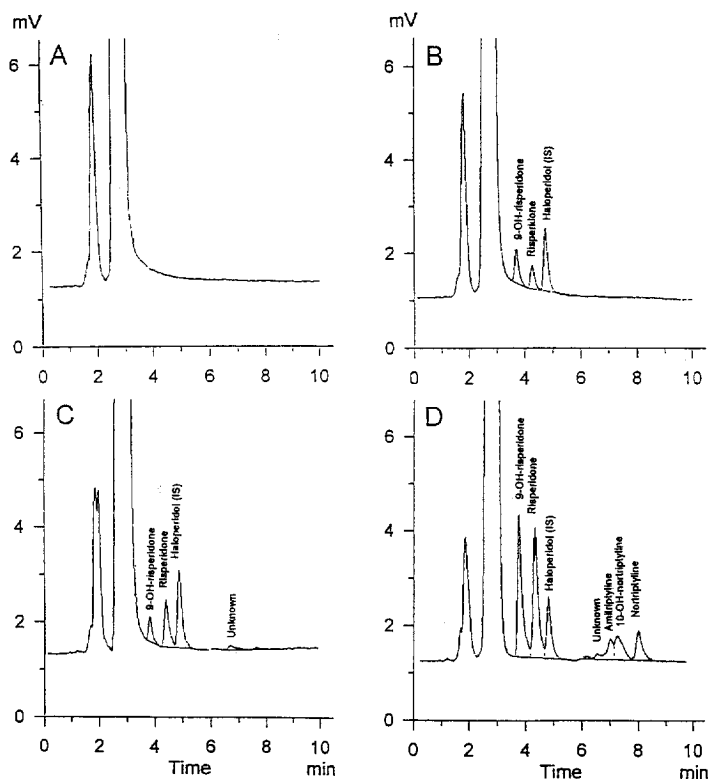 mV
A
6
4
2
0
0 2 4 6 8 10
mV
B
6
4
2
0
9-OH-risperidone
Risperidone
Haloperidol (IS)
0 2 4 6 8 10
C
6
4
2
0
9-OH-risperidone
Risperidone
Haloperidol (IS)
Unknown
0 2 4 6 8 10
Time
min
D
6
4
2
0
9-OH-risperidone
Risperidone
Haloperidol (IS)
Unknown
Amitriptyline
10-OH-nortriptyline
Nortriptyline
0 2 4 6 8 10
Time
min